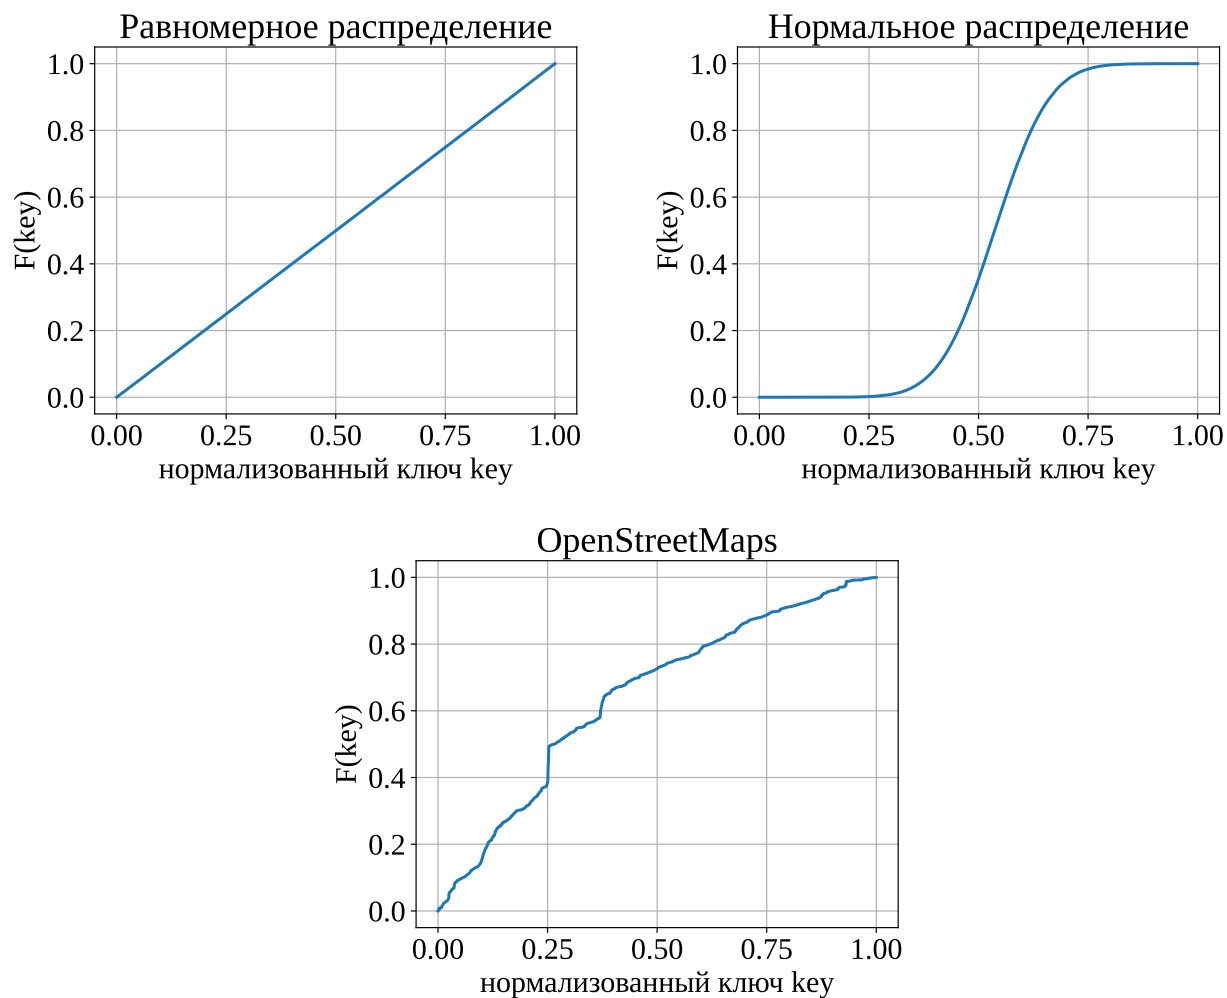 Равномерное распределение
1.0
0.8
0.6
0.4
0.2
0.0
F(key)
0.00 0.25 0.50 0.75 1.00
нормализованный ключ key
Нормальное распределение
1.0
0.8
0.6
0.4
0.2
0.0
F(key)
0.00 0.25 0.50 0.75 1.00
нормализованный ключ key
OpenStreetMaps
1.0
0.8
0.6
0.4
0.2
0.0
F(key)
0.00 0.25 0.50 0.75 1.00
нормализованный ключ key